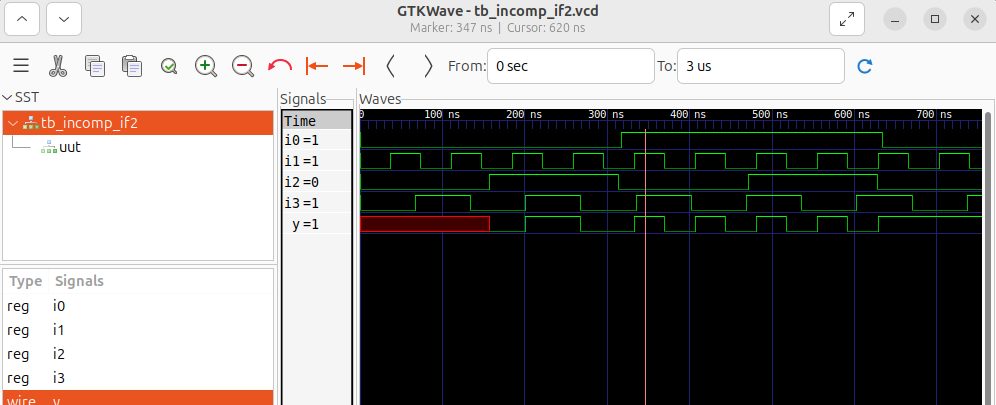 GTKWave - tb_incomp_if2.vcd
Marker: 347 ns | Cursor: 620 ns
From: 0 sec To: 3 us
SST
tb_incomp_if2
uut
Type Signals
reg i0
reg i1
reg i2
reg i3
wire y
Signals
Time
i0=1
i1=1
i2=0
i3=1
y=1
Waves
0 100 ns 200 ns 300 ns 400 ns 500 ns 600 ns 700 ns